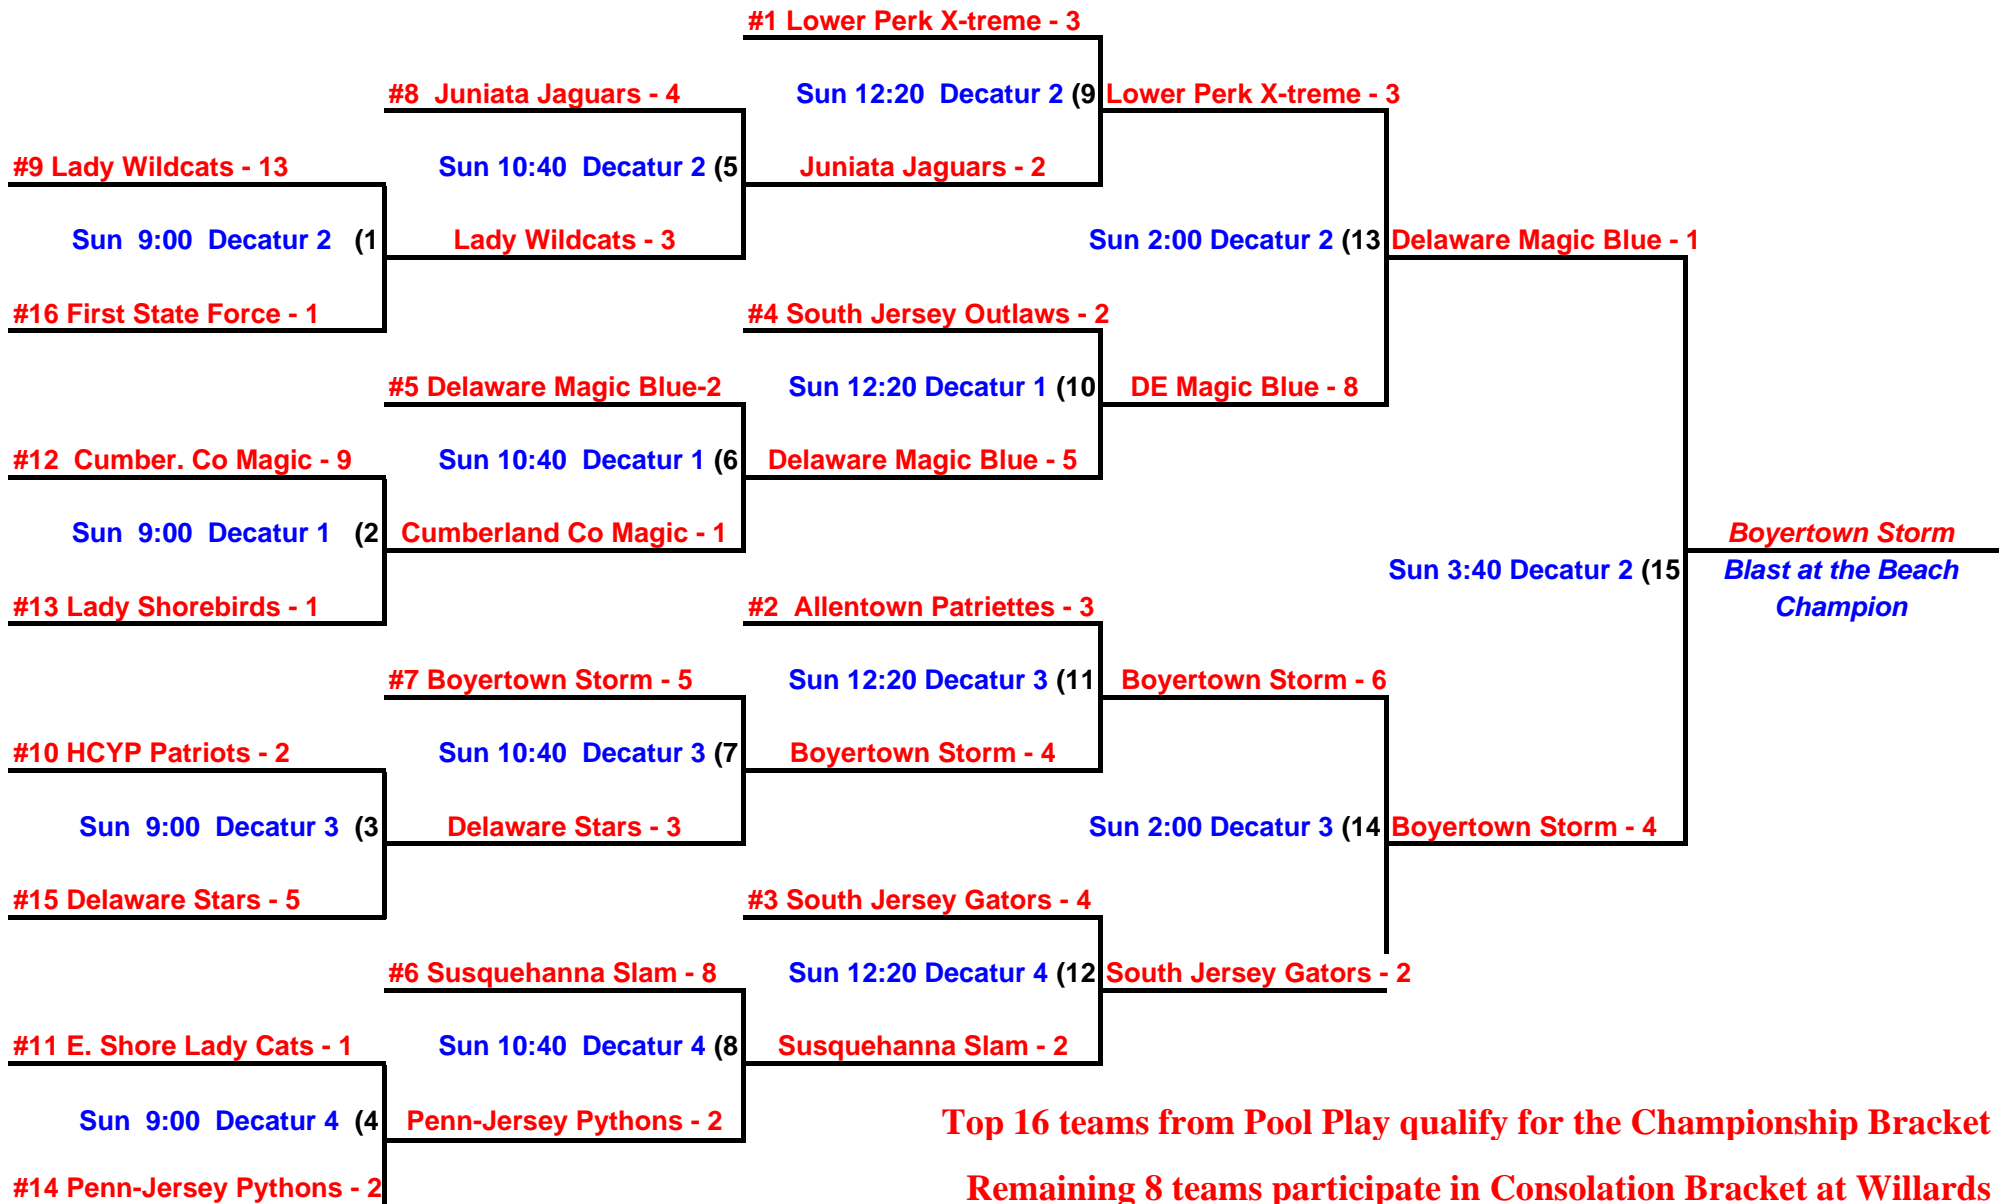 #1 Lower Perk X-treme - 3
#8 Juniata Jaguars - 4
Sun 12:20 Decatur 2 (9
Lower Perk X-treme - 3
#9 Lady Wildcats - 13
Sun 10:40 Decatur 2 (5
Juniata Jaguars - 2
Sun 9:00 Decatur 2 (1
Lady Wildcats - 3
Sun 2:00 Decatur 2 (13
Delaware Magic Blue - 1
#16 First State Force - 1
#4 South Jersey Outlaws - 2
#5 Delaware Magic Blue-2
Sun 12:20 Decatur 1 (10
DE Magic Blue - 8
#12 Cumber. Co Magic - 9
Sun 10:40 Decatur 1 (6
Delaware Magic Blue - 5
Sun 9:00 Decatur 1 (2
Cumberland Co Magic - 1
Boyertown Storm
Sun 3:40 Decatur 2 (15
Blast at the Beach
Champion
#13 Lady Shorebirds - 1
#2 Allentown Patriettes - 3
#7 Boyertown Storm - 5
Sun 12:20 Decatur 3 (11
Boyertown Storm - 6
#10 HCYP Patriots - 2
Sun 10:40 Decatur 3 (7
Boyertown Storm - 4
Sun 9:00 Decatur 3 (3
Delaware Stars - 3
Sun 2:00 Decatur 3 (14
Boyertown Storm - 4
#15 Delaware Stars - 5
#3 South Jersey Gators - 4
#6 Susquehanna Slam - 8
Sun 12:20 Decatur 4 (12
South Jersey Gators - 2
#11 E. Shore Lady Cats - 1
Sun 10:40 Decatur 4 (8
Susquehanna Slam - 2
Sun 9:00 Decatur 4 (4
Penn-Jersey Pythons - 2
Top 16 teams from Pool Play qualify for the Championship Bracket
#14 Penn-Jersey Pythons - 2
Remaining 8 teams participate in Consolation Bracket at Willards